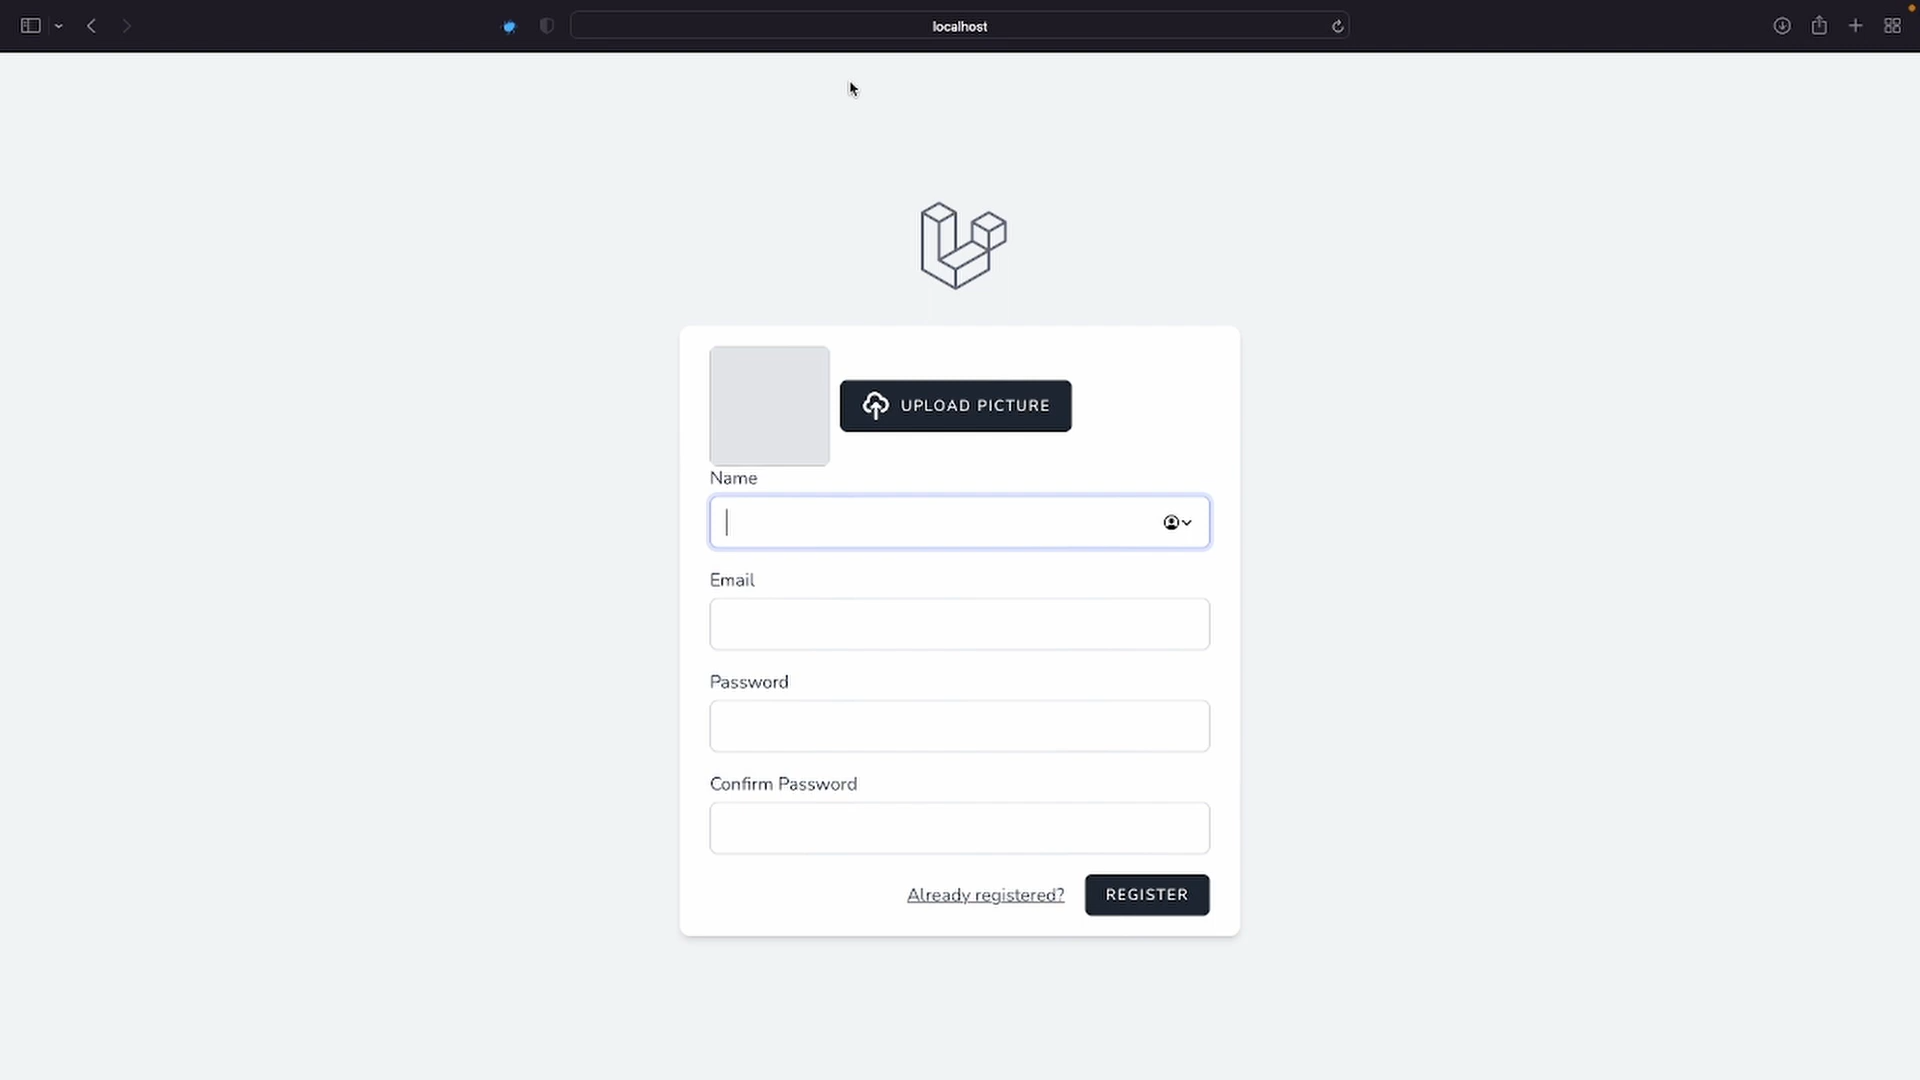 localhost
UPLOAD PICTURE
Name
Email
Password
Confirm Password
Already registered?
REGISTER